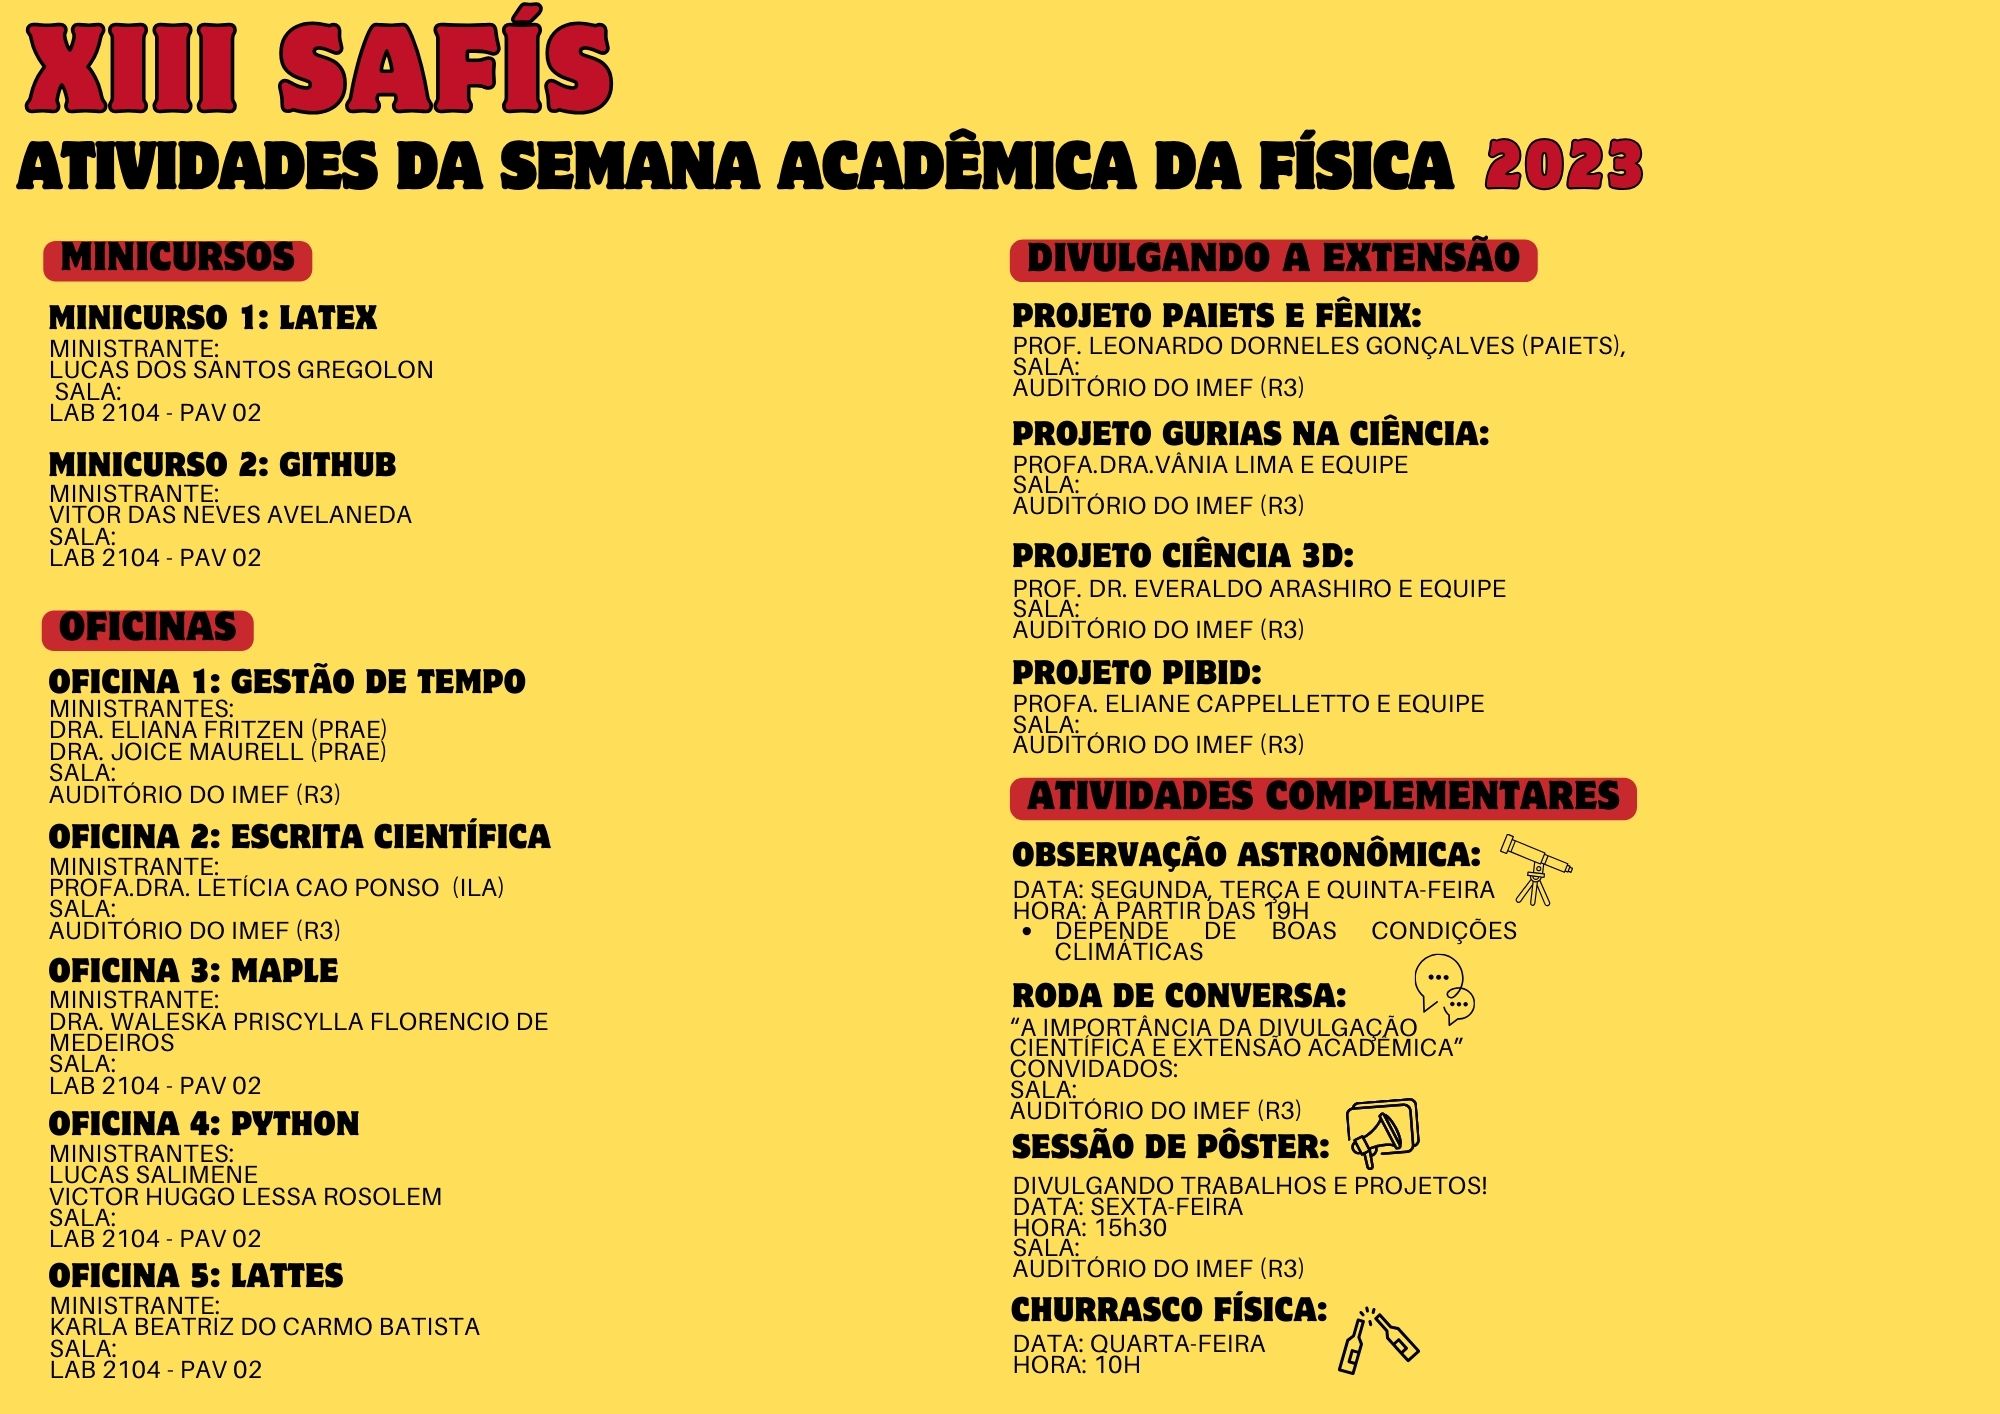 XIII SAFÍS
ATIVIDADES DA SEMANA ACADÊMICA DA FÍSICA 2023
MINICURSOS
MINICURSO 1: LATEX
MINISTRANTE:
LUCAS DOS SANTOS GREGOLON
SALA:
LAB 2104 - PAV 02
MINICURSO 2: GITHUB
MINISTRANTE:
VITOR DAS NEVES AVELANEDA
SALA:
LAB 2104 - PAV 02
OFICINAS
OFICINA 1: GESTÃO DE TEMPO
MINISTRANTES:
DRA. ELIANA FRITZEN (PRAE)
DRA. JOICE MAURELL (PRAE)
SALA:
AUDITÓRIO DO IMEF (R3)
OFICINA 2: ESCRITA CIENTÍFICA
MINISTRANTE:
PROFA.DRA. LETÍCIA CAO PONSO (ILA)
SALA:
AUDITÓRIO DO IMEF (R3)
OFICINA 3: MAPLE
MINISTRANTE:
DRA. WALESKA PRISCYLLA FLORENCIO DE
MEDEIROS
SALA:
LAB 2104 - PAV 02
OFICINA 4: PYTHON
MINISTRANTES:
LUCAS SALIMENE
VICTOR HUGGO LESSA ROSOLEM
SALA:
LAB 2104 - PAV 02
OFICINA 5: LATTES
MINISTRANTE:
KARLA BEATRIZ DO CARMO BATISTA
SALA:
LAB 2104 - PAV 02
DIVULGANDO A EXTENSÃO
PROJETO PAIETS E FÊNIX:
PROF. LEONARDO DORNELES GONÇALVES (PAIETS),
SALA:
AUDITÓRIO DO IMEF (R3)
PROJETO GURIAS NA CIÊNCIA:
PROFA.DRA.VÂNIA LIMA E EQUIPE
SALA:
AUDITÓRIO DO IMEF (R3)
PROJETO CIÊNCIA 3D:
PROF. DR. EVERALDO ARASHIRO E EQUIPE
SALA:
AUDITÓRIO DO IMEF (R3)
PROJETO PIBID:
PROFA. ELIANE CAPPELLETTO E EQUIPE
SALA:
AUDITÓRIO DO IMEF (R3)
ATIVIDADES COMPLEMENTARES
OBSERVAÇÃO ASTRONÔMICA:
DATA: SEGUNDA, TERÇA E QUINTA-FEIRA
HORA: À PARTIR DAS 19H
• DEPENDE DE BOAS CONDIÇÕES
CLIMÁTICAS
RODA DE CONVERSA:
“A IMPORTÂNCIA DA DIVULGAÇÃO
CIENTÍFICA E EXTENSÃO ACADÊMICA”
CONVIDADOS:
SALA:
AUDITÓRIO DO IMEF (R3)
SESSÃO DE PÔSTER:
DIVULGANDO TRABALHOS E PROJETOS!
DATA: SEXTA-FEIRA
HORA: 15h30
SALA:
AUDITÓRIO DO IMEF (R3)
CHURRASCO FÍSICA:
DATA: QUARTA-FEIRA
HORA: 10H